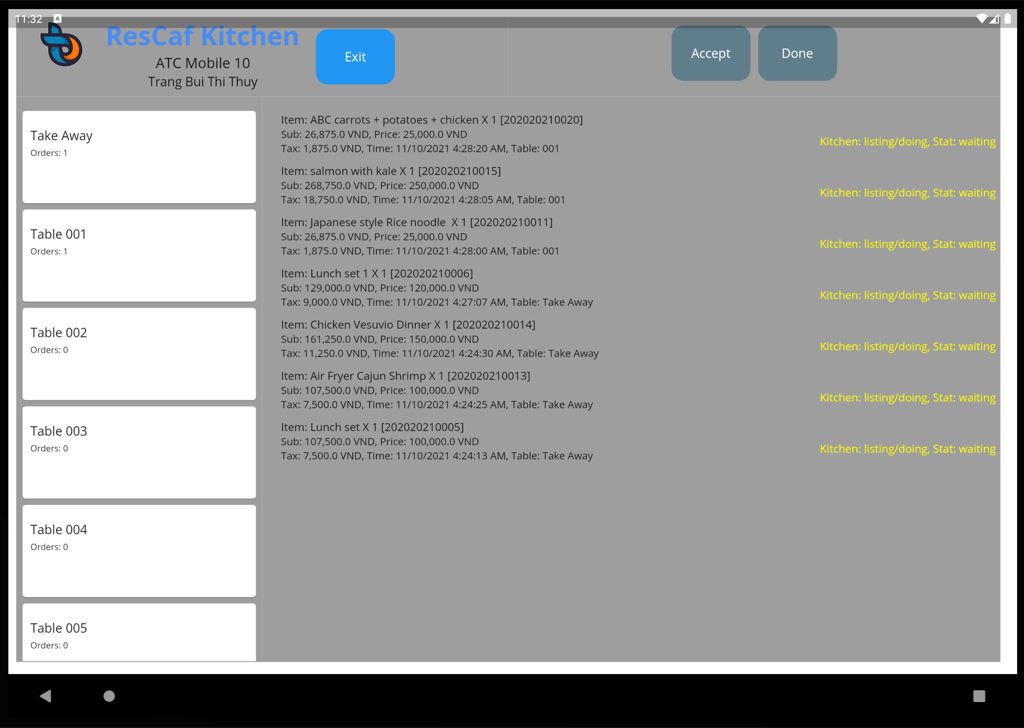 11:32
ResCaf Kitchen
ATC Mobile 10
Trang Bui Thi Thuy
Exit
Accept
Done
Take Away
Orders: 1
Table 001
Orders: 1
Table 002
Orders: 0
Table 003
Orders: 0
Table 004
Orders: 0
Table 005
Orders: 0
Item: ABC carrots + potatoes + chicken X 1 [202020210020]
Sub: 26,875.0 VND, Price: 25,000.0 VND
Tax: 1,875.0 VND, Time: 11/10/2021 4:28:20 AM, Table: 001
Kitchen: listing/doing, Stat: waiting
Item: salmon with kale X 1 [202020210015]
Sub: 268,750.0 VND, Price: 250,000.0 VND
Tax: 18,750.0 VND, Time: 11/10/2021 4:28:05 AM, Table: 001
Kitchen: listing/doing, Stat: waiting
Item: Japanese style Rice noodle  X 1 [202020210011]
Sub: 26,875.0 VND, Price: 25,000.0 VND
Tax: 1,875.0 VND, Time: 11/10/2021 4:28:00 AM, Table: 001
Kitchen: listing/doing, Stat: waiting
Item: Lunch set 1 X 1 [202020210006]
Sub: 129,000.0 VND, Price: 120,000.0 VND
Tax: 9,000.0 VND, Time: 11/10/2021 4:27:07 AM, Table: Take Away
Kitchen: listing/doing, Stat: waiting
Item: Chicken Vesuvio Dinner X 1 [202020210014]
Sub: 161,250.0 VND, Price: 150,000.0 VND
Tax: 11,250.0 VND, Time: 11/10/2021 4:24:30 AM, Table: Take Away
Kitchen: listing/doing, Stat: waiting
Item: Air Fryer Cajun Shrimp X 1 [202020210013]
Sub: 107,500.0 VND, Price: 100,000.0 VND
Tax: 7,500.0 VND, Time: 11/10/2021 4:24:25 AM, Table: Take Away
Kitchen: listing/doing, Stat: waiting
Item: Lunch set X 1 [202020210005]
Sub: 107,500.0 VND, Price: 100,000.0 VND
Tax: 7,500.0 VND, Time: 11/10/2021 4:24:13 AM, Table: Take Away
Kitchen: listing/doing, Stat: waiting